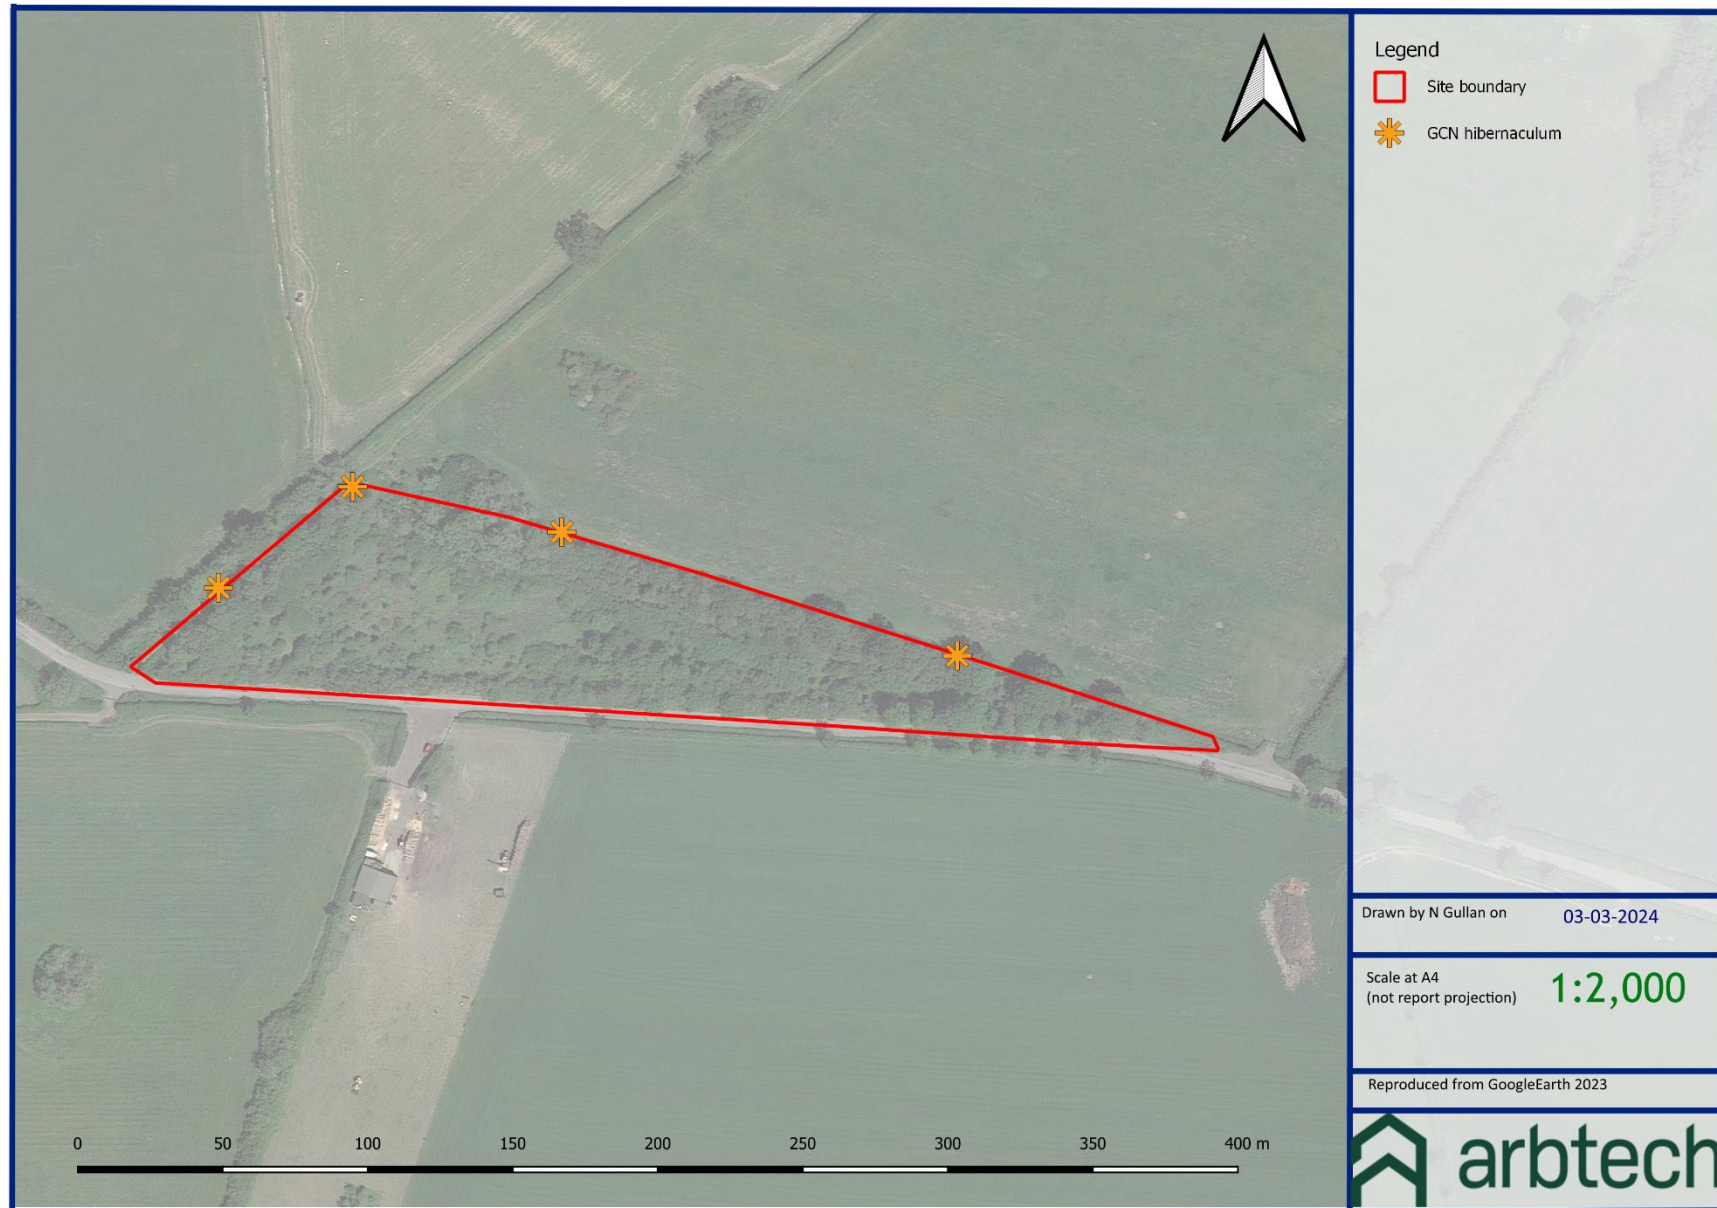 Legend
Site boundary
GCN hibernaculum
Drawn by N Gullan on 03-03-2024
Scale at A4
(not report projection) 1:2,000
Reproduced from GoogleEarth 2023
arbtech
0 50 100 150 200 250 300 350 400 m